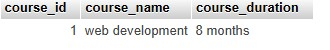 course_id course_name course_duration
1 web development 8 months